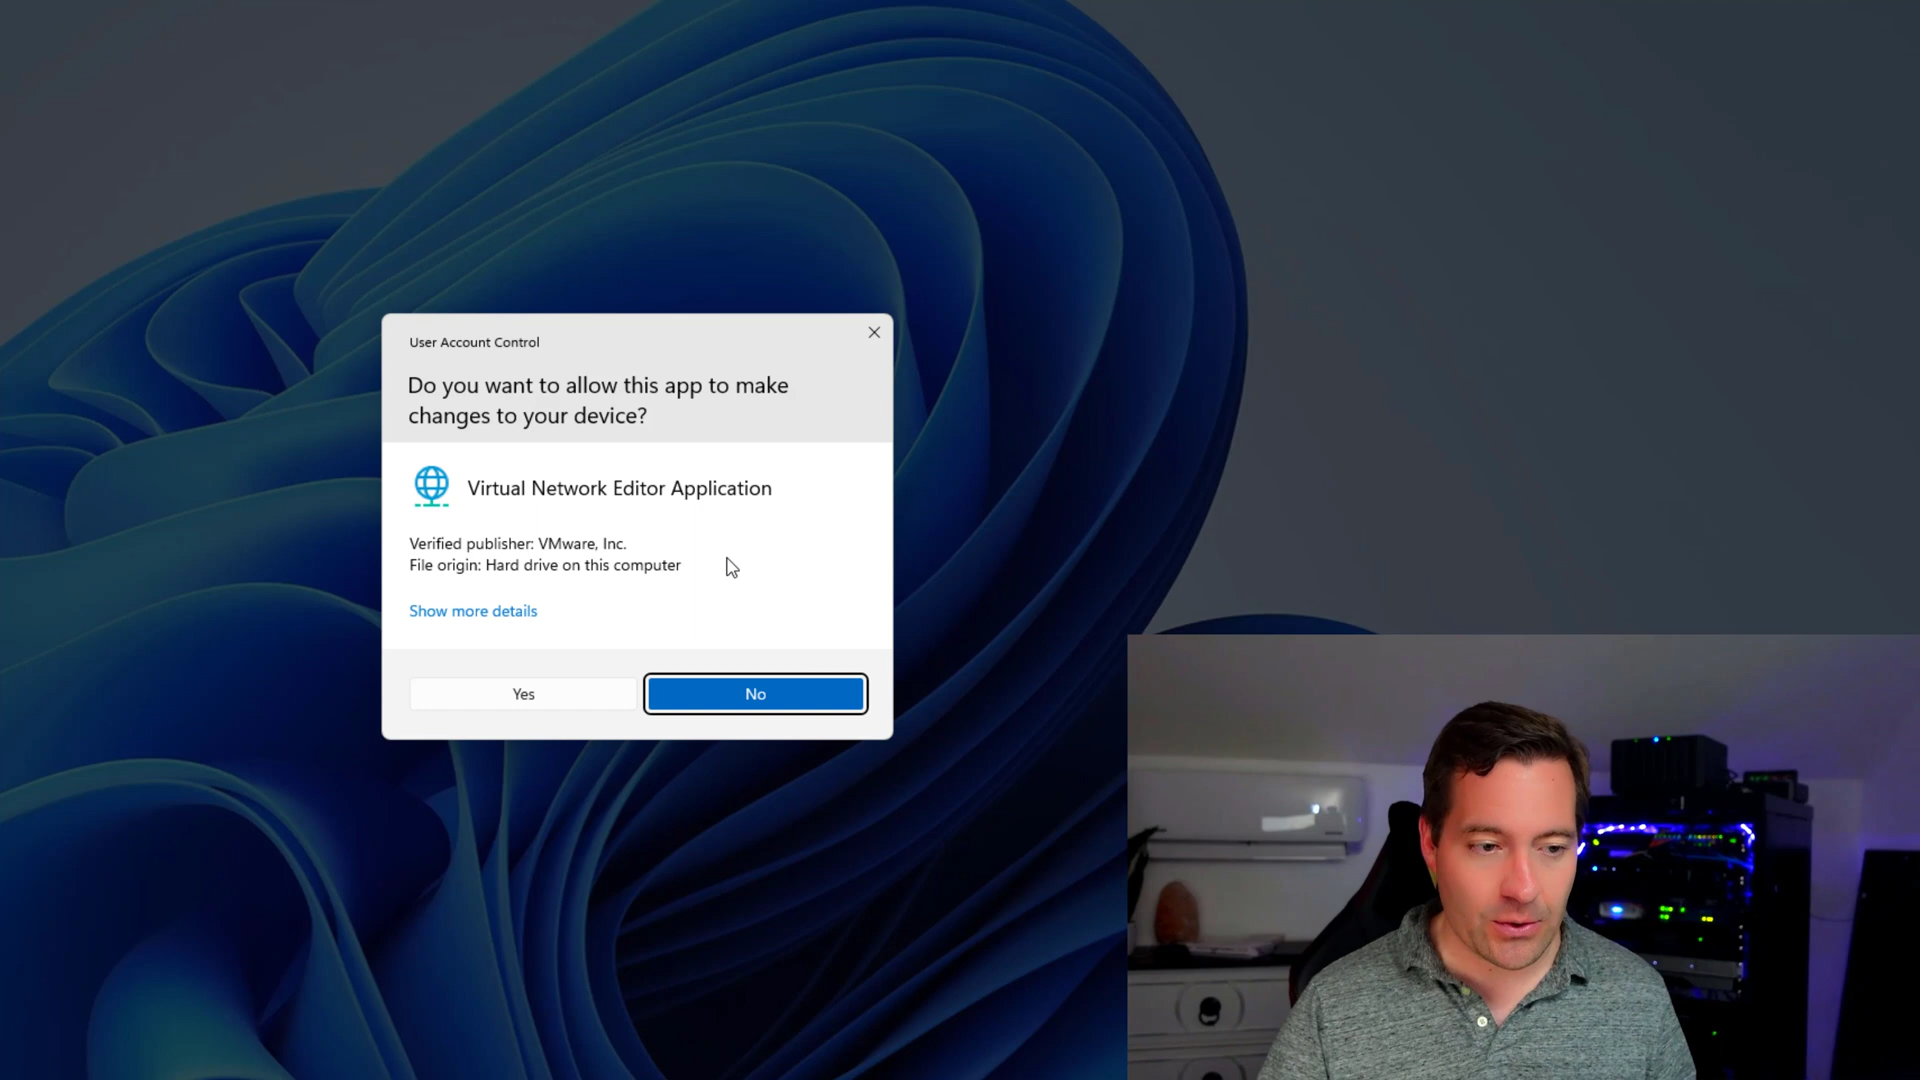 User Account Control
Do you want to allow this app to make
changes to your device?
Virtual Network Editor Application
Verified publisher: VMware, Inc.
File origin: Hard drive on this computer
Show more details
Yes
No